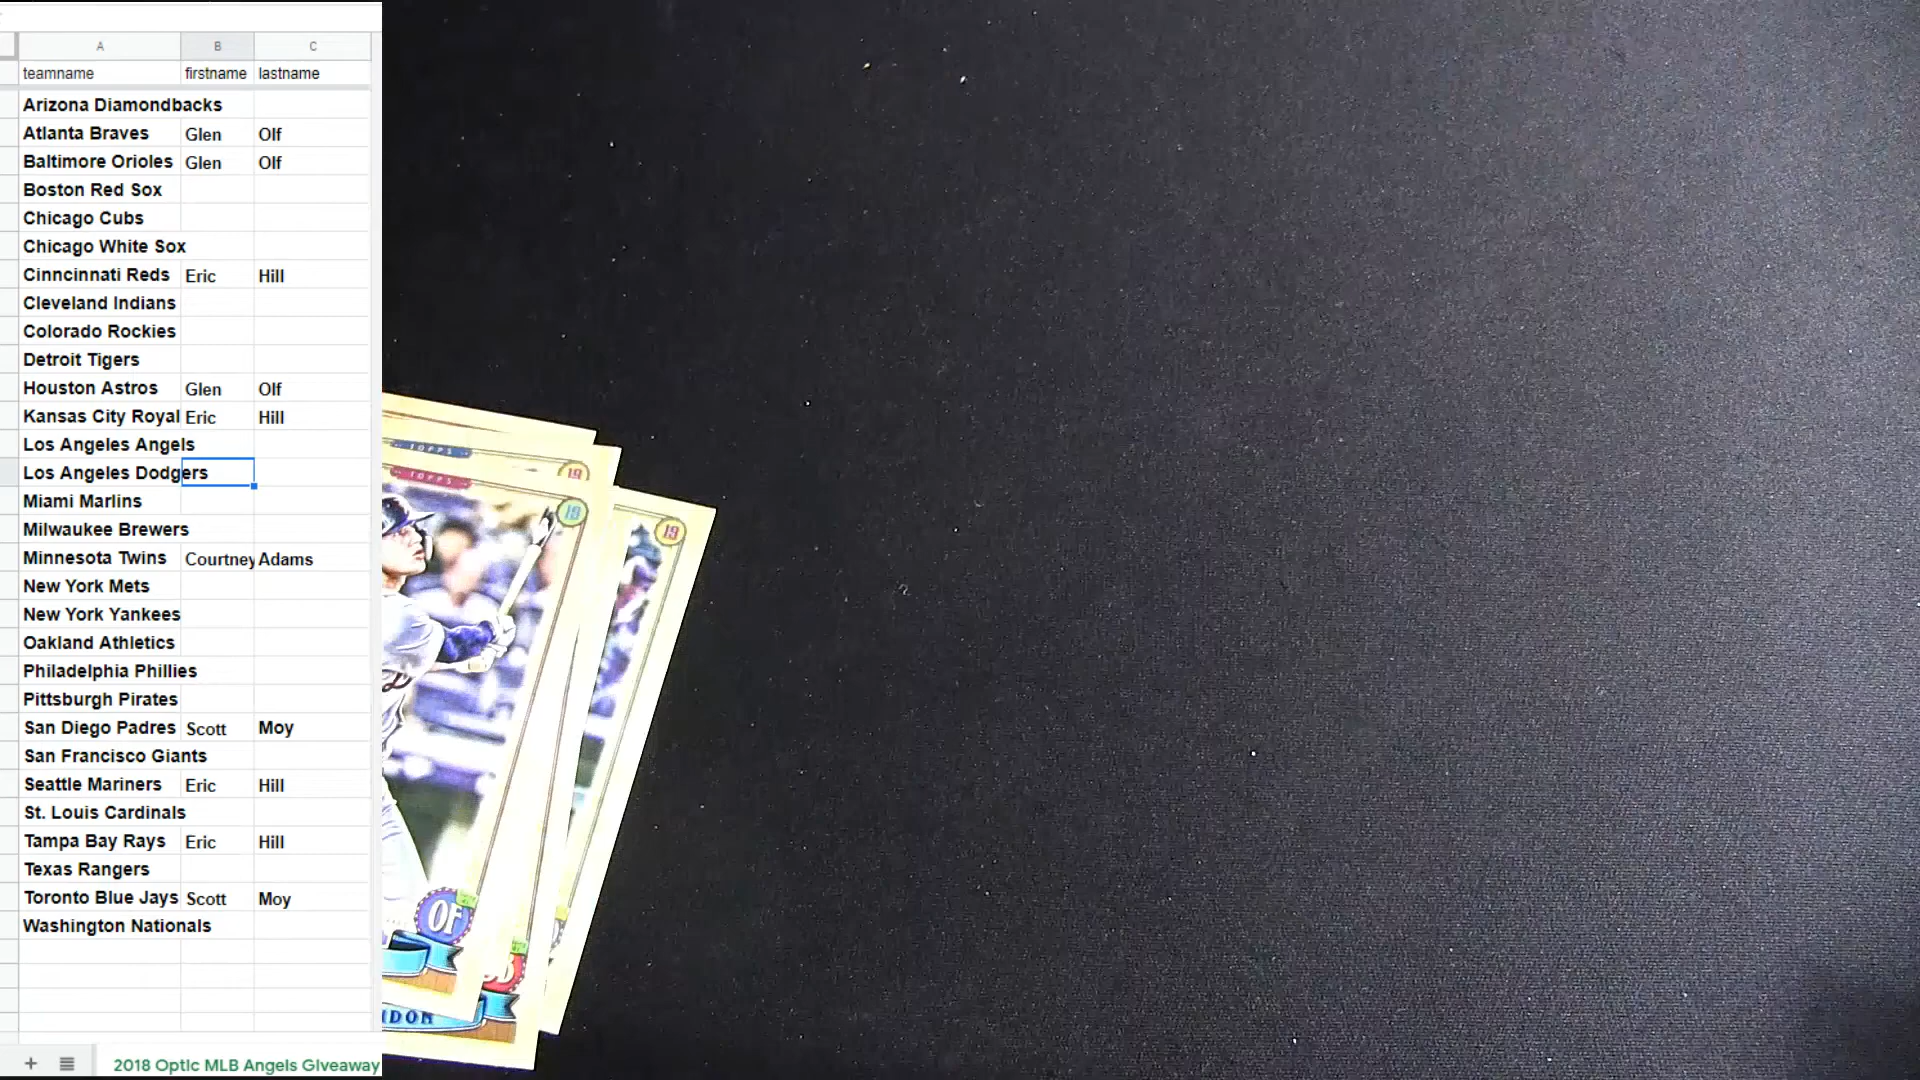 A B C
teamname firstname lastname
Arizona Diamondbacks
Atlanta Braves Glen Olf
Baltimore Orioles Glen Olf
Boston Red Sox
Chicago Cubs
Chicago White Sox
Cinncinnati Reds Eric Hill
Cleveland Indians
Colorado Rockies
Detroit Tigers
Houston Astros Glen Olf
Kansas City Royal Eric Hill
Los Angeles Angels
Los Angeles Dodgers
Miami Marlins
Milwaukee Brewers
Minnesota Twins Courtney Adams
New York Mets
New York Yankees
Oakland Athletics
Philadelphia Phillies
Pittsburgh Pirates
San Diego Padres Scott Moy
San Francisco Giants
Seattle Mariners Eric Hill
St. Louis Cardinals
Tampa Bay Rays Eric Hill
Texas Rangers
Toronto Blue Jays Scott Moy
Washington Nationals
2018 Optic MLB Angels Giveaway
TOPPS
19
TOPPS
19
19
OF